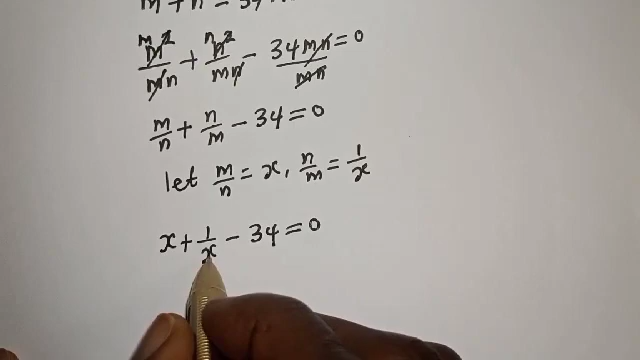 m²/mn + n²/mn - 34mn/mn = 0
m/n + n/m - 34 = 0
let m/n = x, n/m = 1/x
x + 1/x - 34 = 0